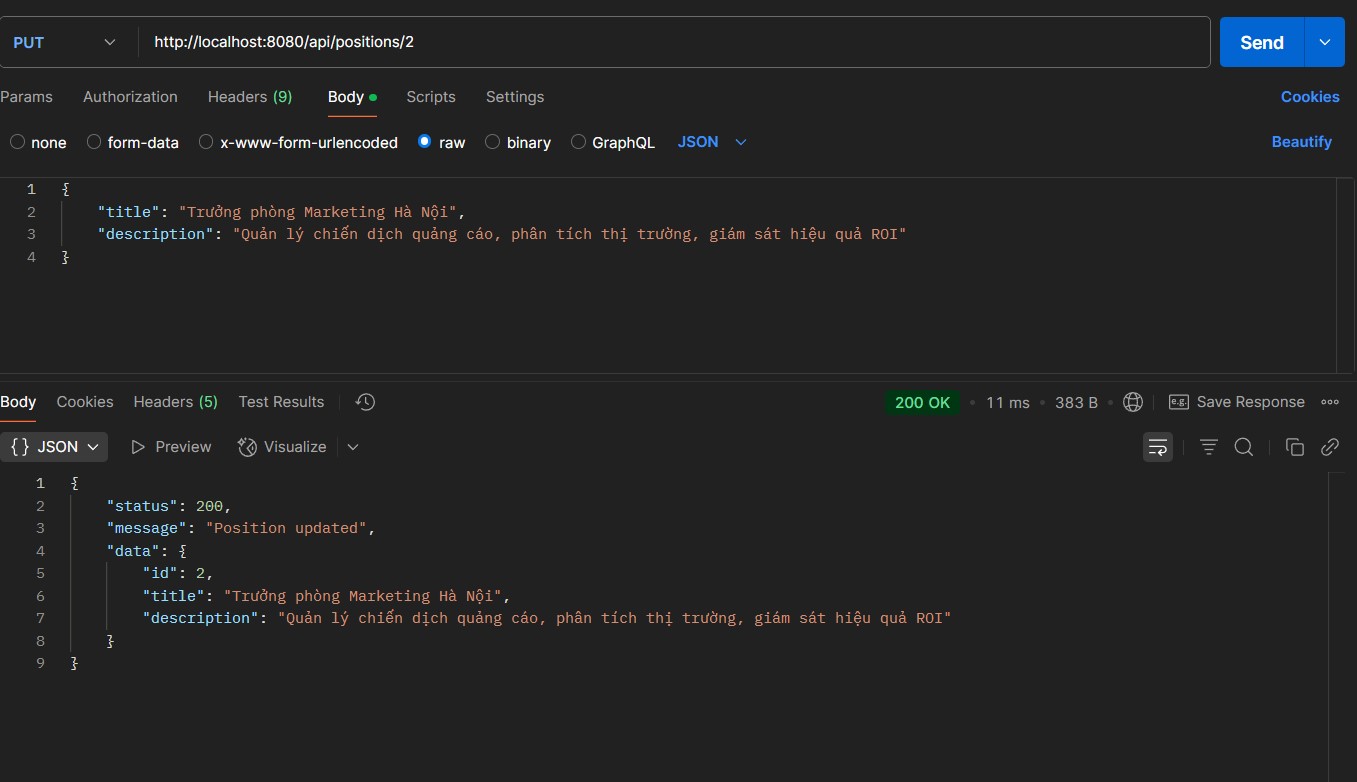 PUT http://localhost:8080/api/positions/2 Send
Params Authorization Headers (9) Body Scripts Settings Cookies
none form-data x-www-form-urlencoded raw binary GraphQL JSON Beautify
1 {
2 "title": "Trưởng phòng Marketing Hà Nội",
3 "description": "Quản lý chiến dịch quảng cáo, phân tích thị trường, giám sát hiệu quả ROI"
4 }
Body Cookies Headers (5) Test Results 200 OK • 11 ms • 383 B • e.g. Save Response
{} JSON Preview Visualize
1 {
2 "status": 200,
3 "message": "Position updated",
4 "data": {
5 "id": 2,
6 "title": "Trưởng phòng Marketing Hà Nội",
7 "description": "Quản lý chiến dịch quảng cáo, phân tích thị trường, giám sát hiệu quả ROI"
8 }
9 }